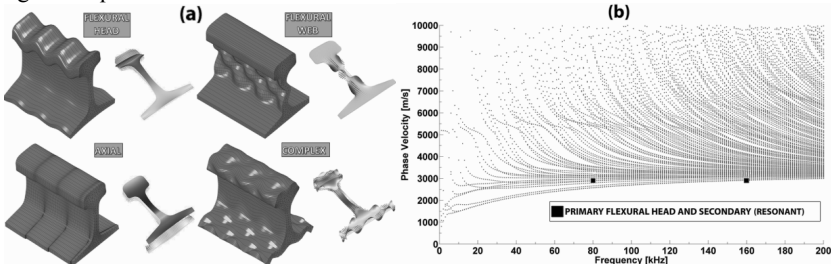 (a)
FLEXURAL
HEAD
FLEXURAL
WEB
AXIAL
COMPLEX
(b)
Phase Velocity [m/s]
10000
9000
8000
7000
6000
5000
4000
3000
2000
1000
0
PRIMARY FLEXURAL HEAD AND SECONDARY (RESONANT)
0 20 40 60 80 100 120 140 160 180 200
Frequency [kHz]